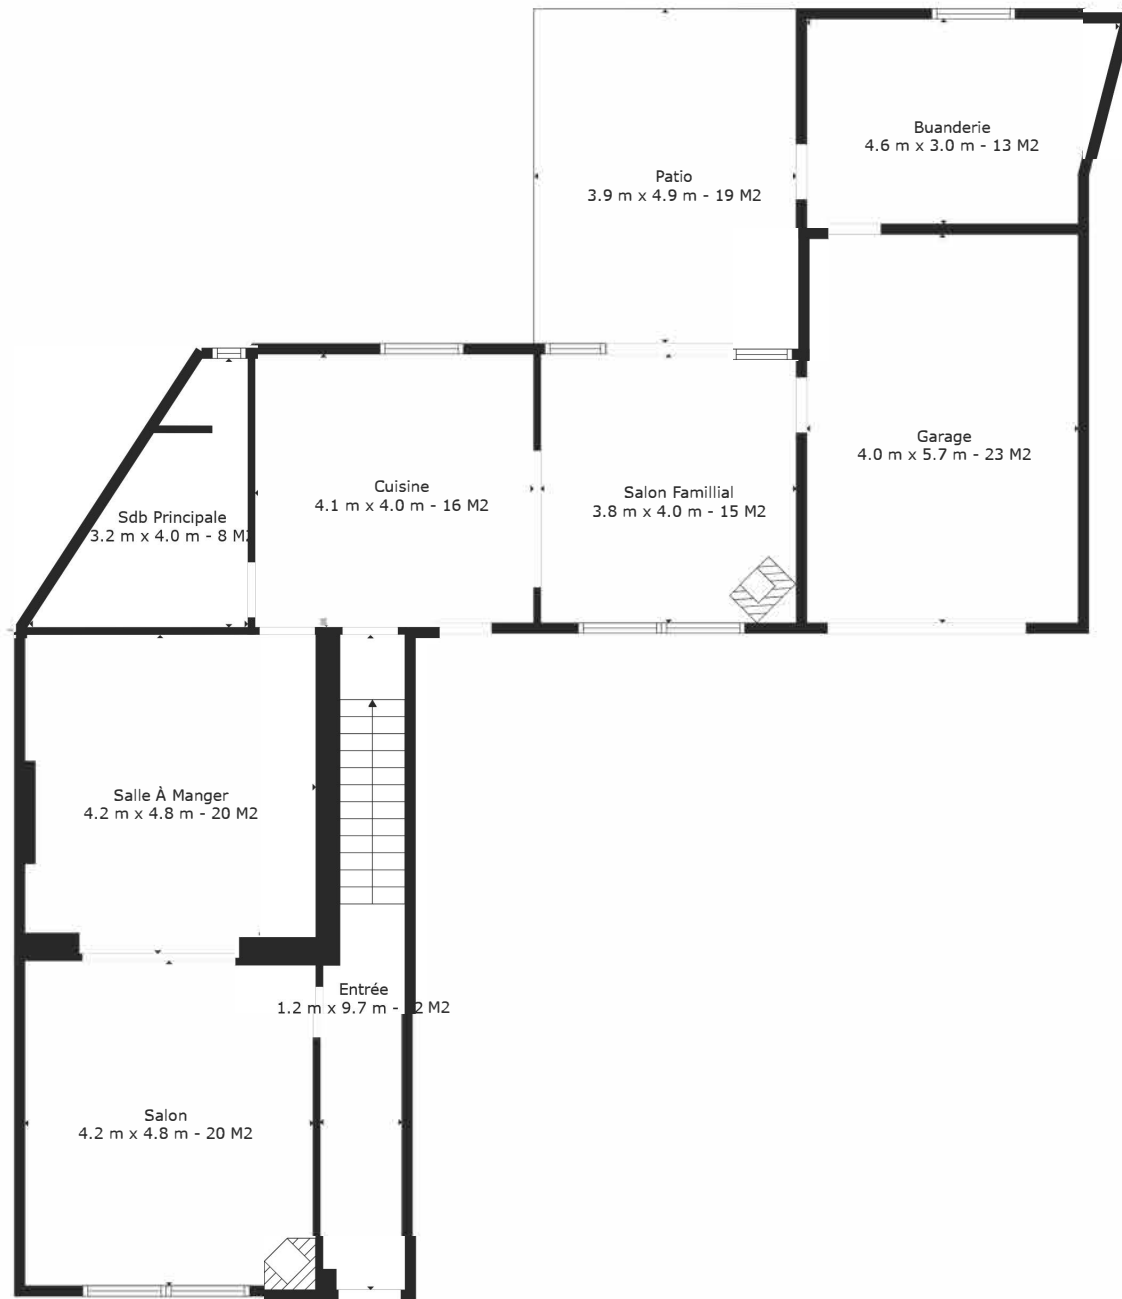 Buanderie
4.6 m x 3.0 m - 13 M2
Patio
3.9 m x 4.9 m - 19 M2
Garage
4.0 m x 5.7 m - 23 M2
Cuisine
4.1 m x 4.0 m - 16 M2
Salon Famillial
3.8 m x 4.0 m - 15 M2
Sdb Principale
3.2 m x 4.0 m - 8 M2
Salle À Manger
4.2 m x 4.8 m - 20 M2
Entrée
1.2 m x 9.7 m - 2 M2
Salon
4.2 m x 4.8 m - 20 M2